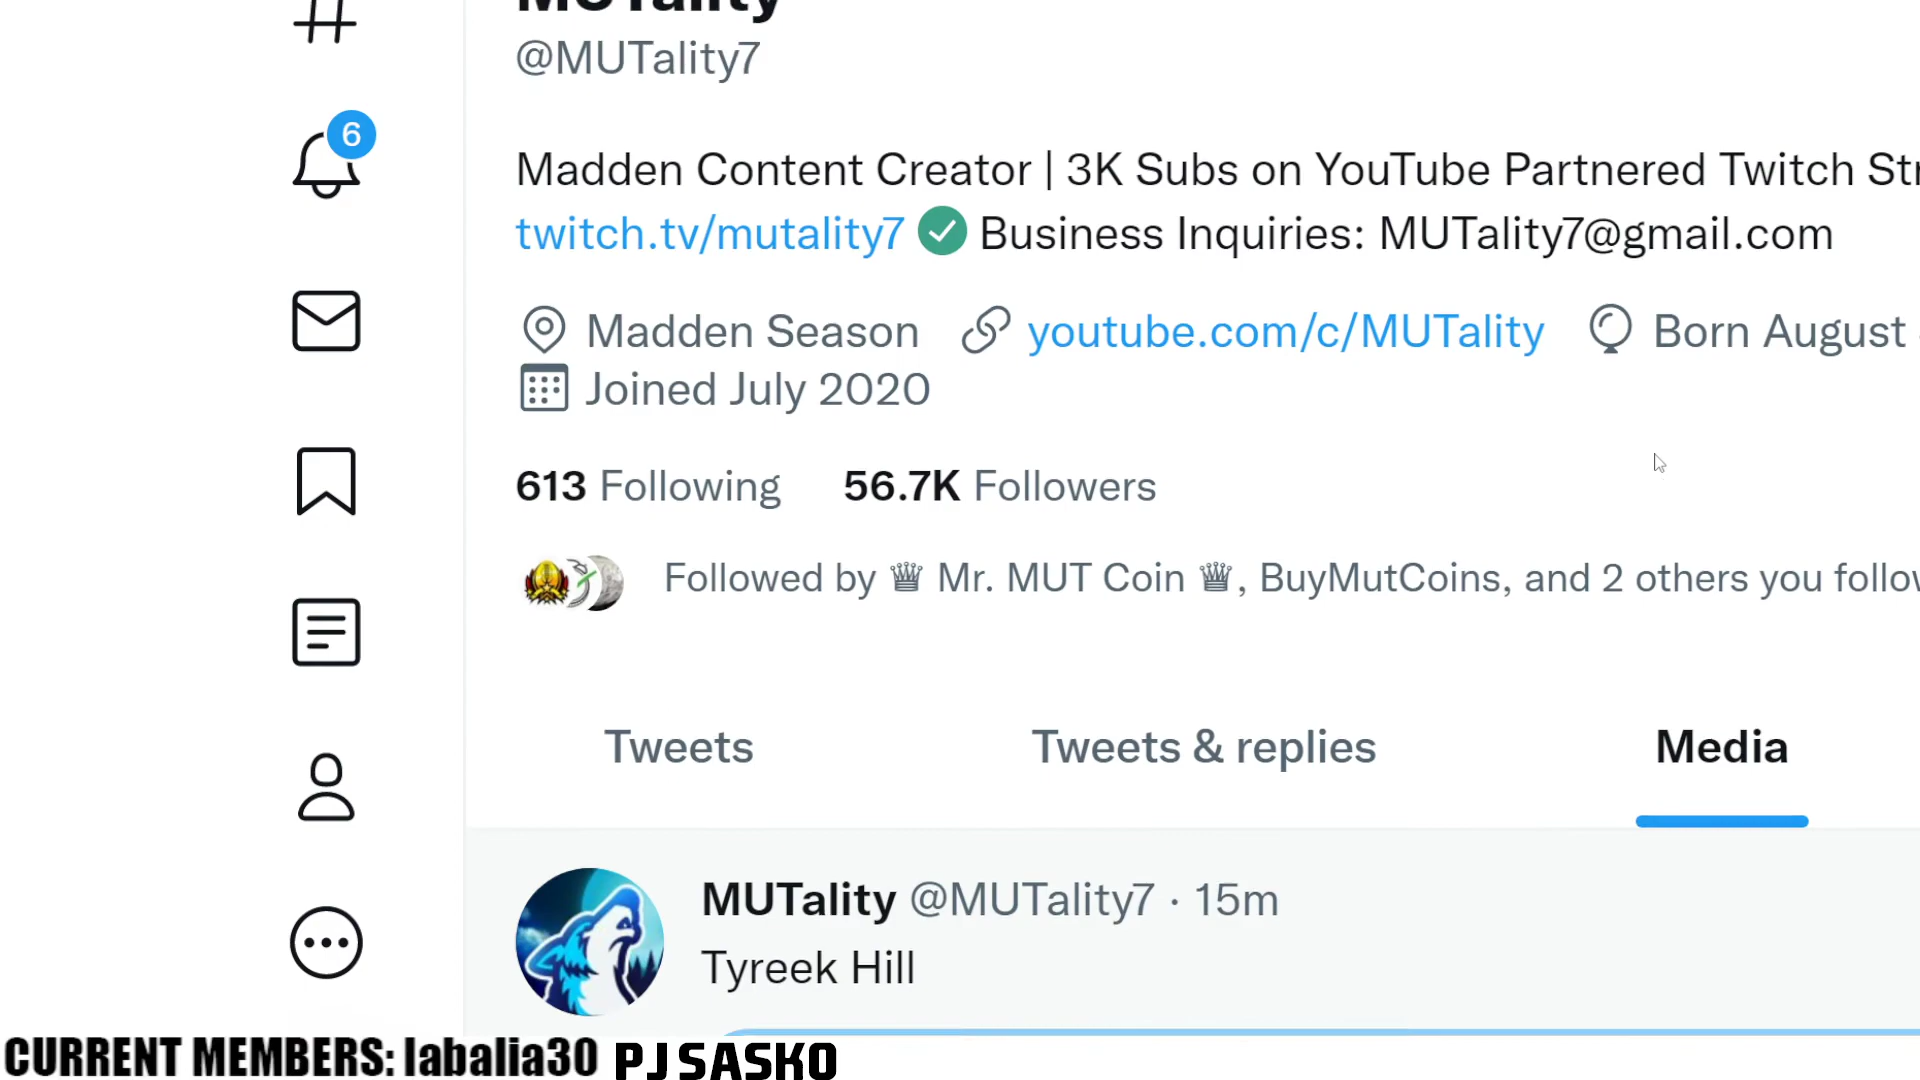 MUTality
@MUTality7
6
Madden Content Creator | 3K Subs on YouTube Partnered Twitch
twitch.tv/mutality7 Business Inquiries: MUTality7@gmail.com
Madden Season youtube.com/c/MUTality Born August
Joined July 2020
613 Following 56.7K Followers
Followed by ♛ Mr. MUT Coin ♛, BuyMutCoins, and 2 others you
Tweets Tweets & replies Media
MUTality @MUTality7 · 15m
Tyreek Hill
CURRENT MEMBERS: labalia30 PJ SASKO